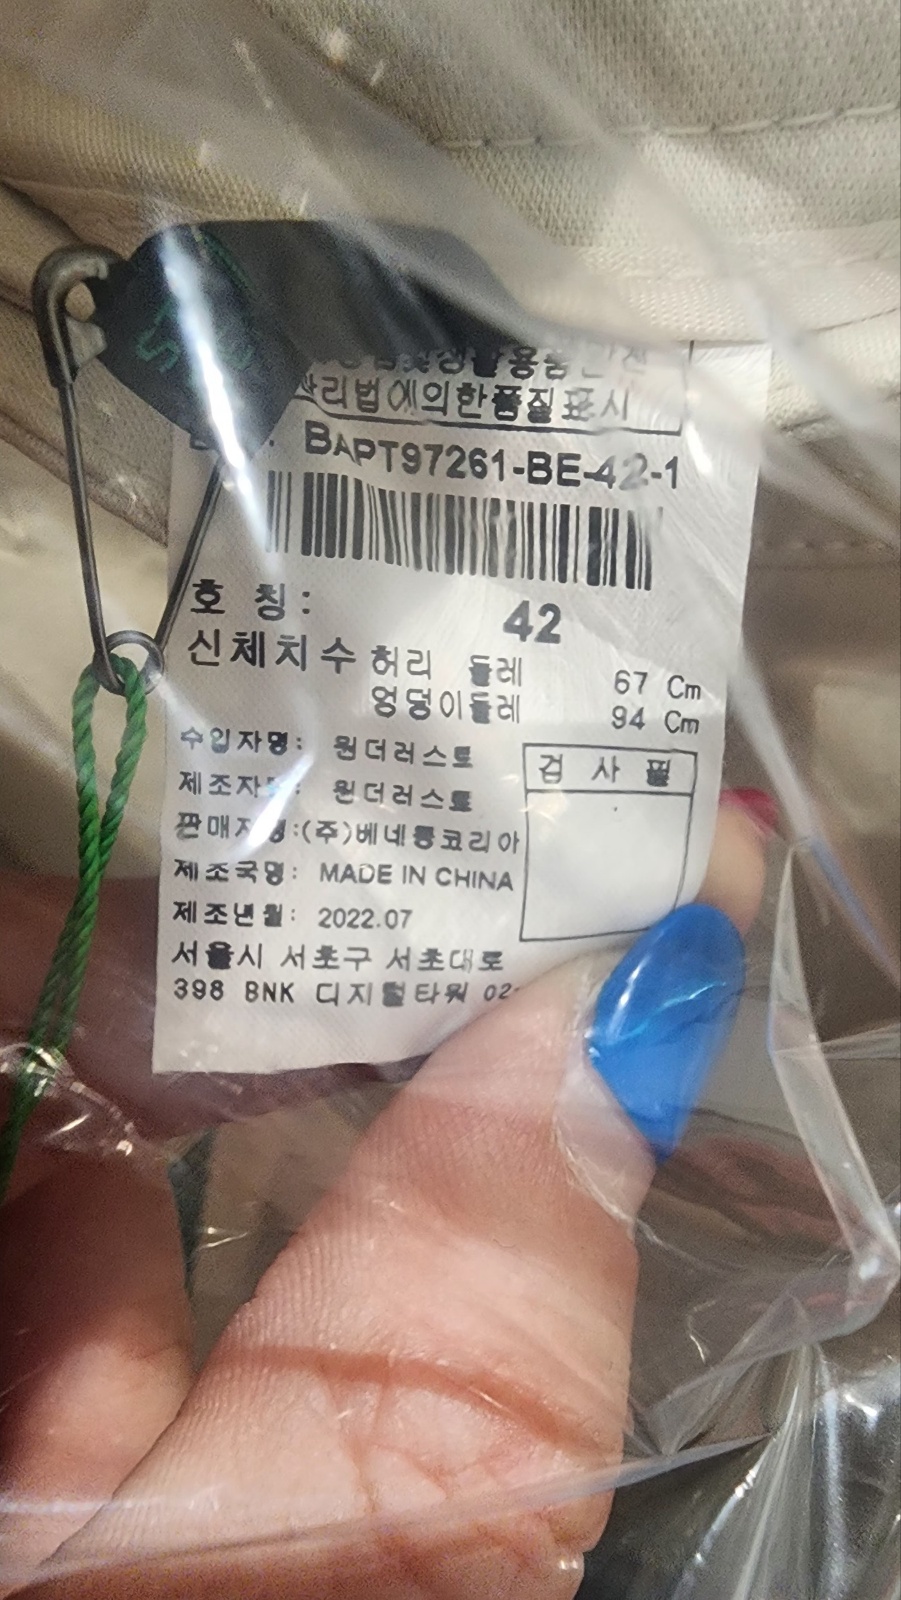 관리법에의한품질표시
BAPT97261-BE-42-1
호 칭: 42
신체치수 허리 둘레 67 Cm
엉덩이둘레 94 Cm
수입자명: 원더러스트
제조자명: 원더러스트
판매자명:(주)베네통코리아
제조국명: MADE IN CHINA
제조년월: 2022.07
서울시 서초구 서초대로
398 BNK 디지털타워 02
검 사 필